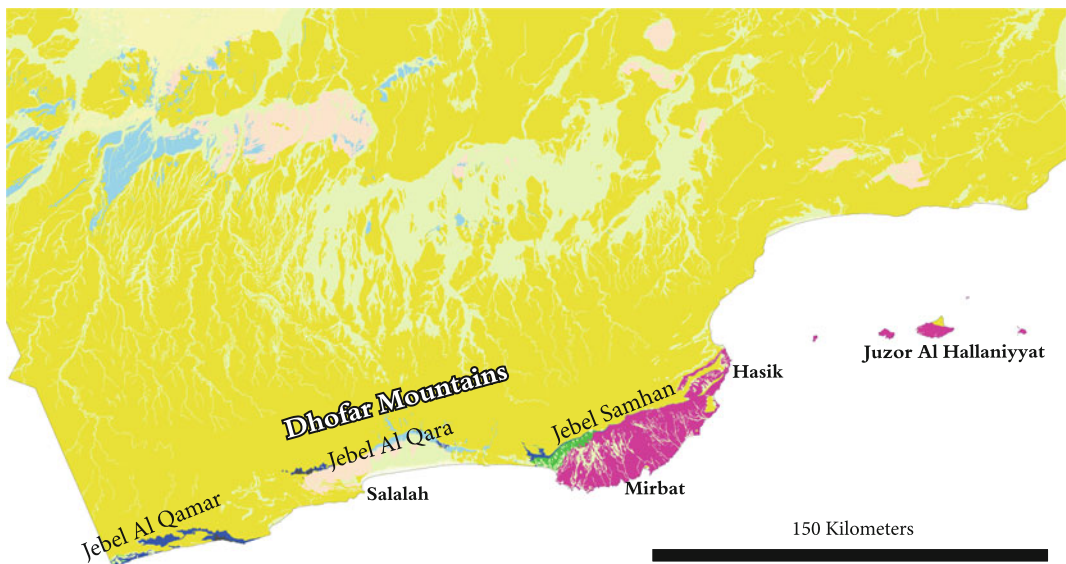 Dhofar Mountains
Jebel Al Qara
Salalah
Jebel Al Qamar
Jebel Samhan
Hasik
Mirbat
Juzor Al Hallaniyyat
150 Kilometers